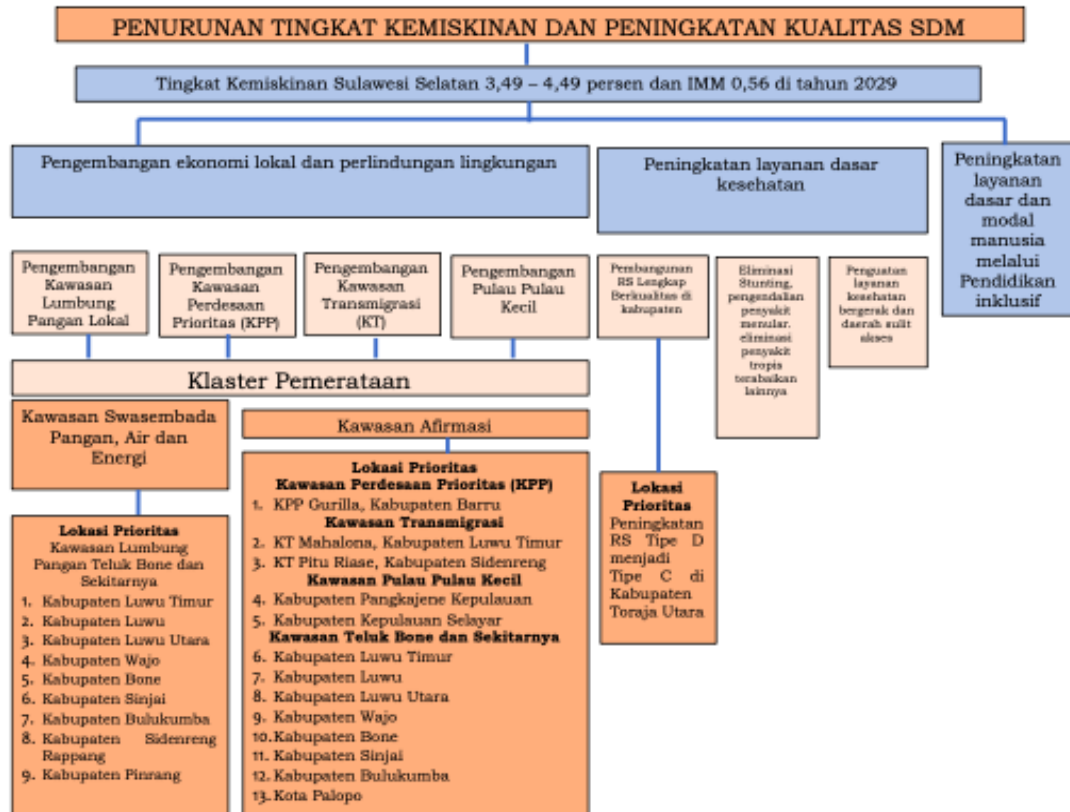 PENURUNAN TINGKAT KEMISKINAN DAN PENINGKATAN KUALITAS SDM
Tingkat Kemiskinan Sulawesi Selatan 3,49 – 4,49 persen dan IMM 0,56 di tahun 2029
Pengembangan ekonomi lokal dan perlindungan lingkungan
Peningkatan layanan dasar
kesehatan
Peningkatan
layanan
dasar dan
modal
manusia
melalui
Pendidikan
inklusif
Pengembangan
Kawasan
Lumbung
Pangan Lokal
Pengembangan
Kawasan
Perdesaan
Prioritas (KPP)
Pengembangan
Kawasan
Transmigrasi
(KT)
Pengembangan
Pulau Pulau
Kecil
Pembangunan
RS Lengkap
Berkualitas di
kabupaten
Eliminasi
Stunting,
pengendalian
penyakit
menular.
eliminasi
penyakit
tropis
terabaikan
lainnya
Penguatan
layanan
kesehatan
bergerak dan
daerah sulit
akses
Klaster Pemerataan
Kawasan Swasembada
Pangan, Air dan
Energi
Lokasi Prioritas
Kawasan Lumbung
Pangan Teluk Bone dan
Sekitarnya
1. Kabupaten Luwu Timur
2. Kabupaten Luwu
3. Kabupaten Luwu Utara
4. Kabupaten Wajo
5. Kabupaten Bone
6. Kabupaten Sinjai
7. Kabupaten Bulukumba
8. Kabupaten Sidenreng
Rappang
9. Kabupaten Pinrang
Kawasan Afirmasi
Lokasi Prioritas
Kawasan Perdesaan Prioritas (KPP)
1. KPP Gurilla, Kabupaten Barru
Kawasan Transmigrasi
2. KT Mahalona, Kabupaten Luwu Timur
3. KT Pitu Riase, Kabupaten Sidenreng
Kawasan Pulau Pulau Kecil
4. Kabupaten Pangkajene Kepulauan
5. Kabupaten Kepulauan Selayar
Kawasan Teluk Bone dan Sekitarnya
6. Kabupaten Luwu Timur
7. Kabupaten Luwu
8. Kabupaten Luwu Utara
9. Kabupaten Wajo
10. Kabupaten Bone
11. Kabupaten Sinjai
12. Kabupaten Bulukumba
13. Kota Palopo
Lokasi
Prioritas
Peningkatan
RS Tipe D
menjadi
Tipe C di
Kabupaten
Toraja Utara